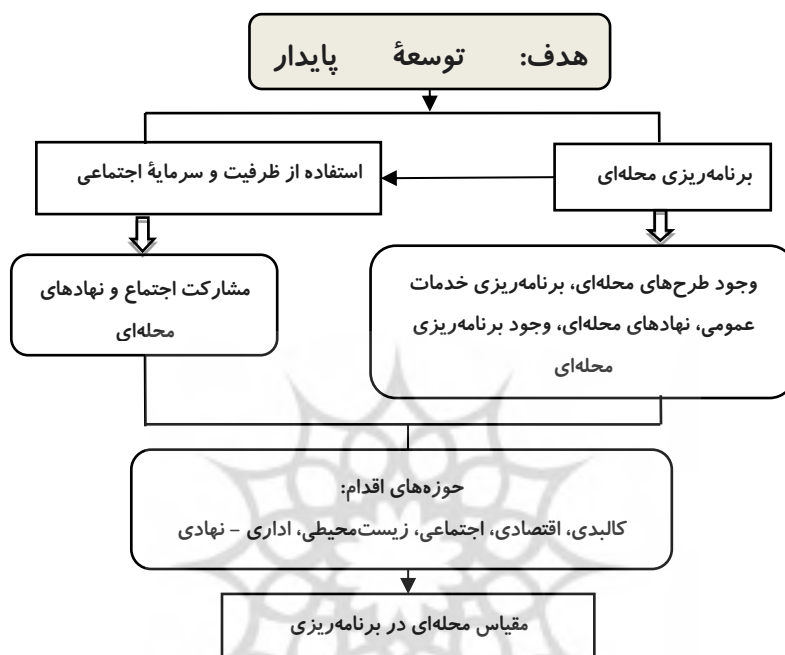 هدف: توسعهٔ پایدار
برنامه‌ریزی محله‌ای
استفاده از ظرفیت و سرمایهٔ اجتماعی
وجود طرح‌های محله‌ای، برنامه‌ریزی خدمات
عمومی، نهادهای محله‌ای، وجود برنامه‌ریزی
محله‌ای
مشارکت اجتماع و نهادهای
محله‌ای
حوزه‌های اقدام:
کالبدی، اقتصادی، اجتماعی، زیست‌محیطی، اداری – نهادی
مقیاس محله‌ای در برنامه‌ریزی